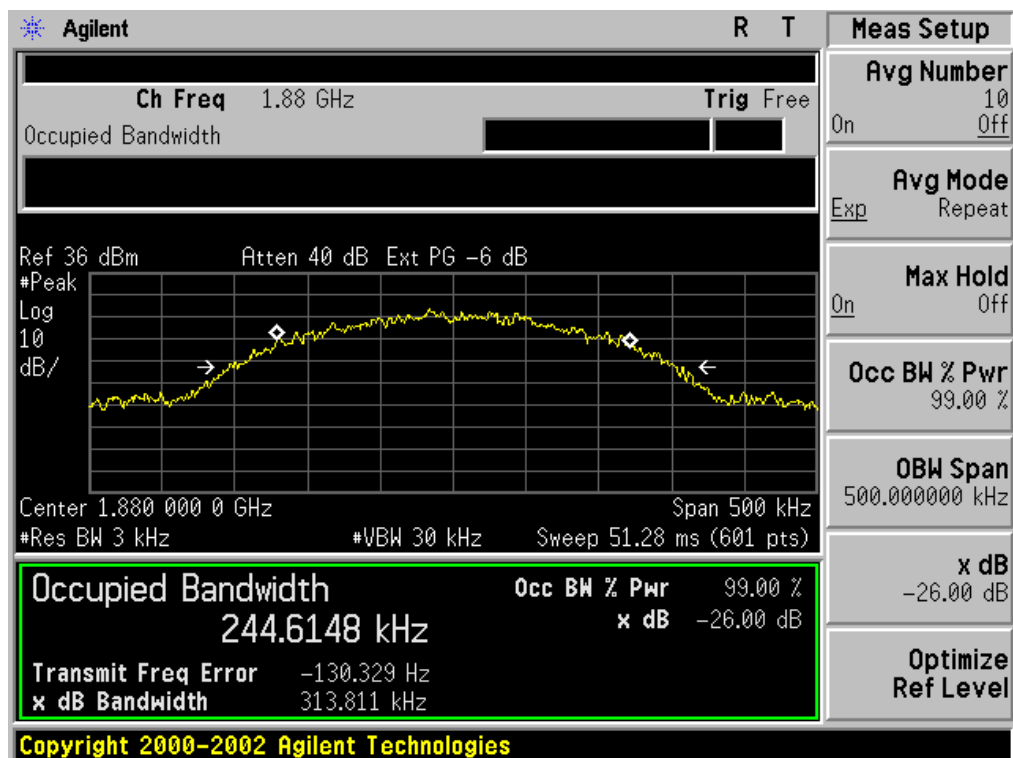 Agilent R T
Ch Freq 1.88 GHz Trig Free
Occupied Bandwidth
Ref 36 dBm Atten 40 dB Ext PG -6 dB
#Peak
Log
10
dB/
Center 1.880 000 0 GHz Span 500 kHz
#Res BW 3 kHz #VBW 30 kHz Sweep 51.28 ms (601 pts)
Occupied Bandwidth
244.6148 kHz
Occ BW % Pwr 99.00 %
x dB -26.00 dB
Transmit Freq Error -130.329 Hz
x dB Bandwidth 313.811 kHz
Copyright 2000-2002 Agilent Technologies
Meas Setup
Avg Number
10
On Off
Avg Mode
Exp Repeat
Max Hold
On Off
Occ BW % Pwr
99.00 %
OBW Span
500.000000 kHz
x dB
-26.00 dB
Optimize
Ref Level